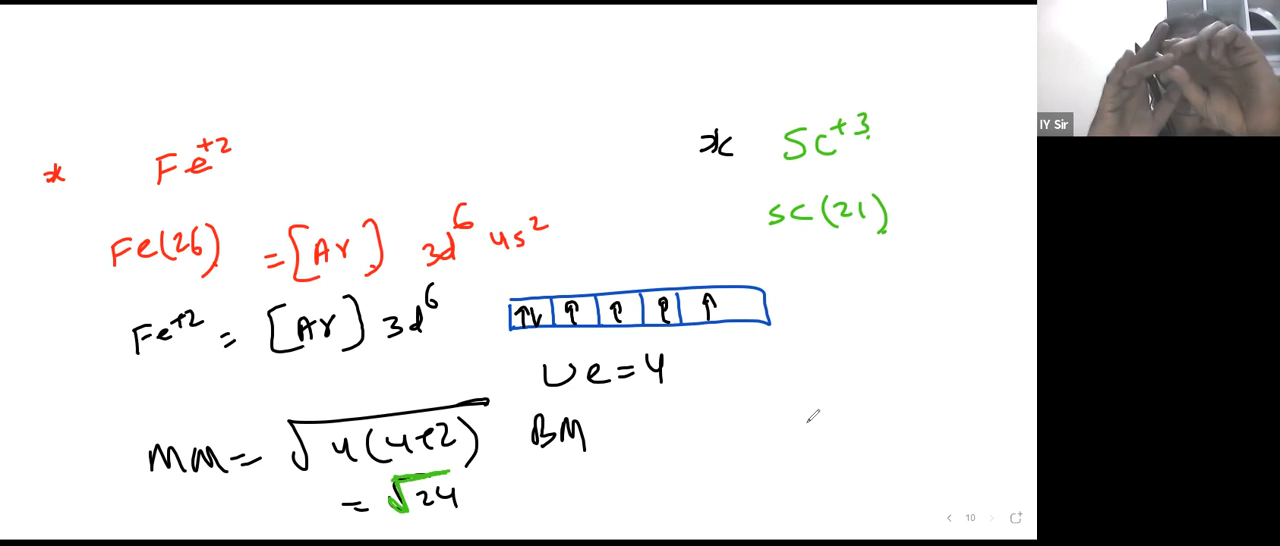 * Fe+2
Fe(26) = [Ar] 3d6 4s2
Fe+2 = [Ar] 3d6
↑↓ ↑ ↑ ↑ ↑
Ue=4
MM= √4(4+2) BM
= √24
* Sc+3
sc(21)
IY Sir
10